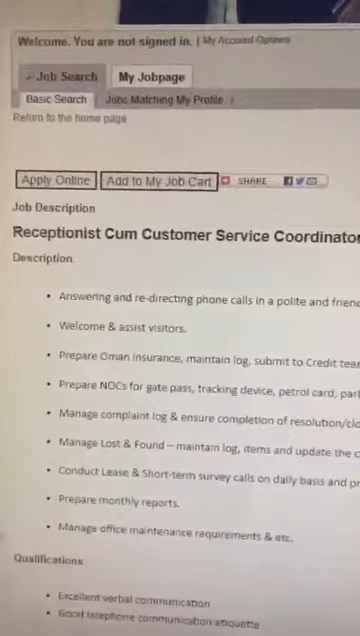 Welcome. You are not signed in. | My Account Options
Job Search My Jobpage
Basic Search Jobs Matching My Profile |
Return to the home page
Apply Online Add to My Job Cart SHARE
Job Description
Receptionist Cum Customer Service Coordinator
Description
• Answering and re-directing phone calls in a polite and frien
• Welcome & assist visitors.
• Prepare Oman insurance, maintain log, submit to Credit tea
• Prepare NOCs for gate pass, tracking device, petrol card, par
• Manage complaint log & ensure completion of resolution/clo
• Manage Lost & Found – maintain log, items and update the
• Conduct Lease & Short-term survey calls on daily basis and pr
• Prepare monthly reports.
• Manage office maintenance requirements & etc.
Qualifications
• Excellent verbal communication
• Good telephone communication etiquette